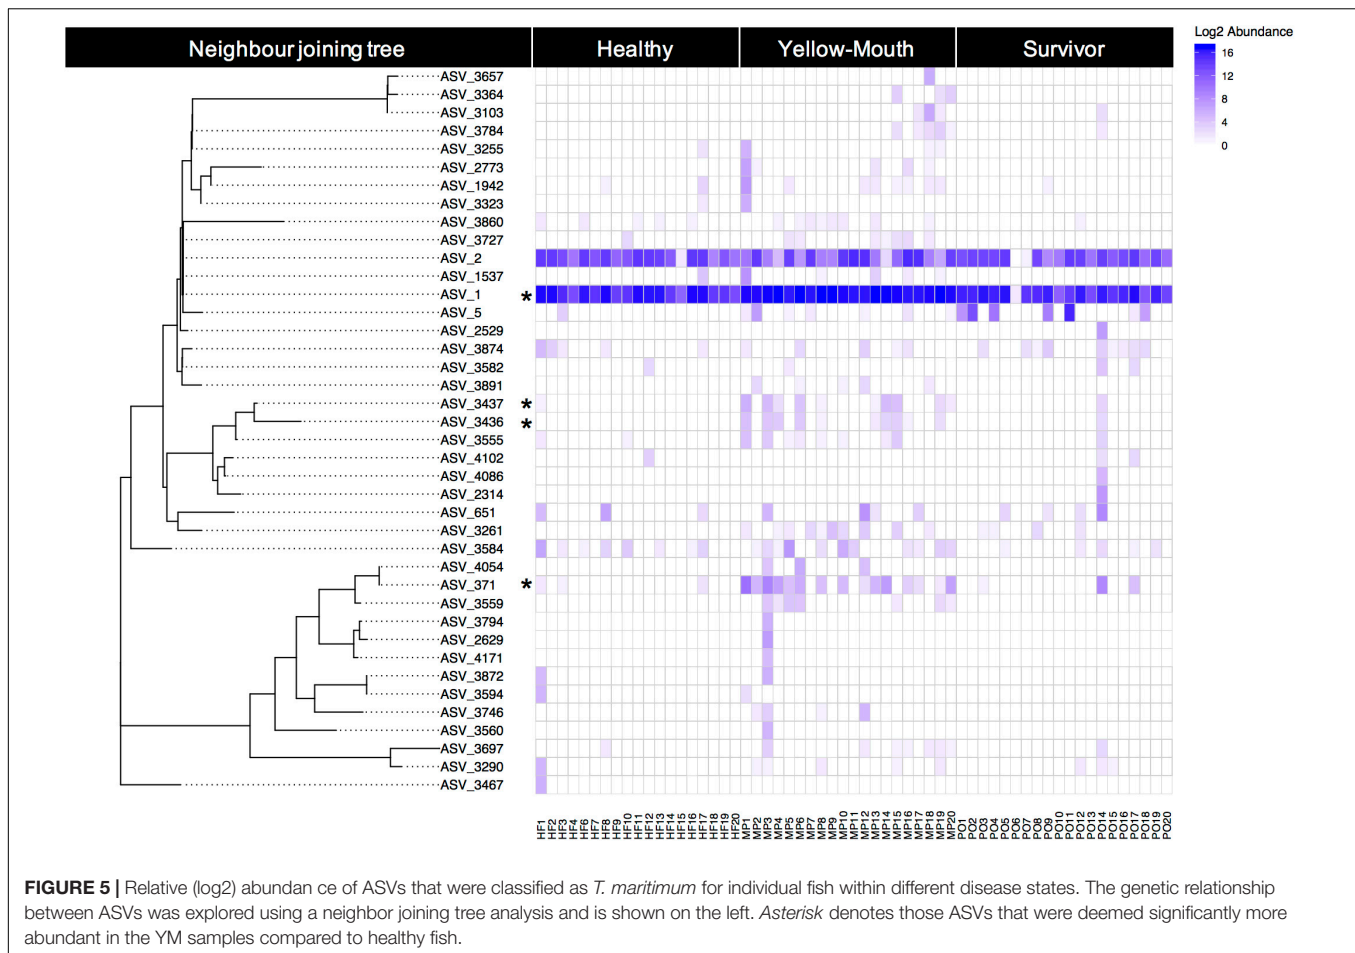 Neighbour joining tree Healthy Yellow-Mouth Survivor
Log2 Abundance
16
12
8
4
0
ASV_3657
ASV_3364
ASV_3103
ASV_3784
ASV_3255
ASV_2773
ASV_1942
ASV_3323
ASV_3860
ASV_3727
ASV_2
ASV_1537
ASV_1 *
ASV_5
ASV_2529
ASV_3874
ASV_3582
ASV_3891
ASV_3437 *
ASV_3436 *
ASV_3555
ASV_4102
ASV_4086
ASV_2314
ASV_651
ASV_3261
ASV_3584
ASV_4054
ASV_371 *
ASV_3559
ASV_3794
ASV_2629
ASV_4171
ASV_3872
ASV_3594
ASV_3746
ASV_3560
ASV_3697
ASV_3290
ASV_3467
HF1 HF2 HF3 HF4 HF6 HF7 HF8 HF9 HF10 HF11 HF12 HF13 HF14 HF15 HF16 HF17 HF18 HF19 HF20 MP1 MP2 MP3 MP4 MP5 MP6 MP7 MP8 MP9 MP10 MP11 MP12 MP13 MP14 MP15 MP16 MP17 MP18 MP19 MP20 PO1 PO2 PO3 PO4 PO5 PO6 PO7 PO8 PO9 PO10 PO11 PO12 PO13 PO14 PO15 PO16 PO17 PO18 PO19 PO20
FIGURE 5 | Relative (log2) abundan ce of ASVs that were classified as T. maritimum for individual fish within different disease states. The genetic relationship
between ASVs was explored using a neighbor joining tree analysis and is shown on the left. Asterisk denotes those ASVs that were deemed significantly more
abundant in the YM samples compared to healthy fish.